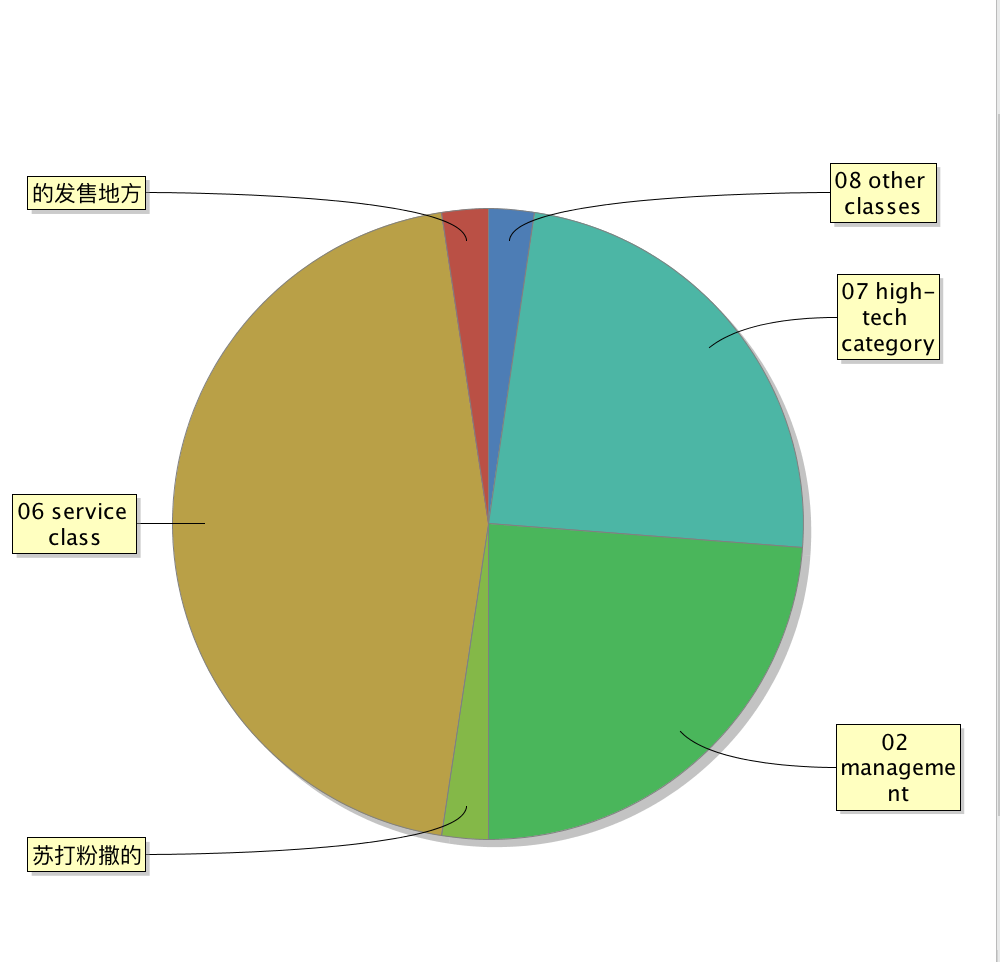 的发售地方
08 other
classes
07 high-
tech
category
06 service
class
02
manageme
nt
苏打粉撒的